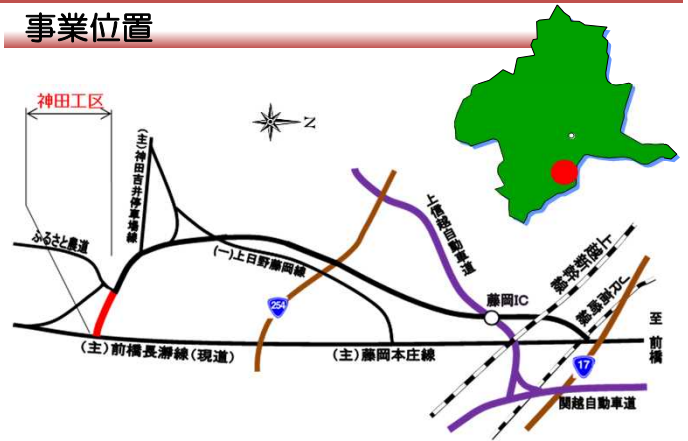 事業位置
神田工区
N
(主)神田吉井停車場線
ふるさと農道
(一)上日野藤岡線
上信越自動車道
254
藤岡IC
上越新幹線
JR高崎線
至前橋
(主)前橋長瀞線(現道)
(主)藤岡本庄線
17
関越自動車道